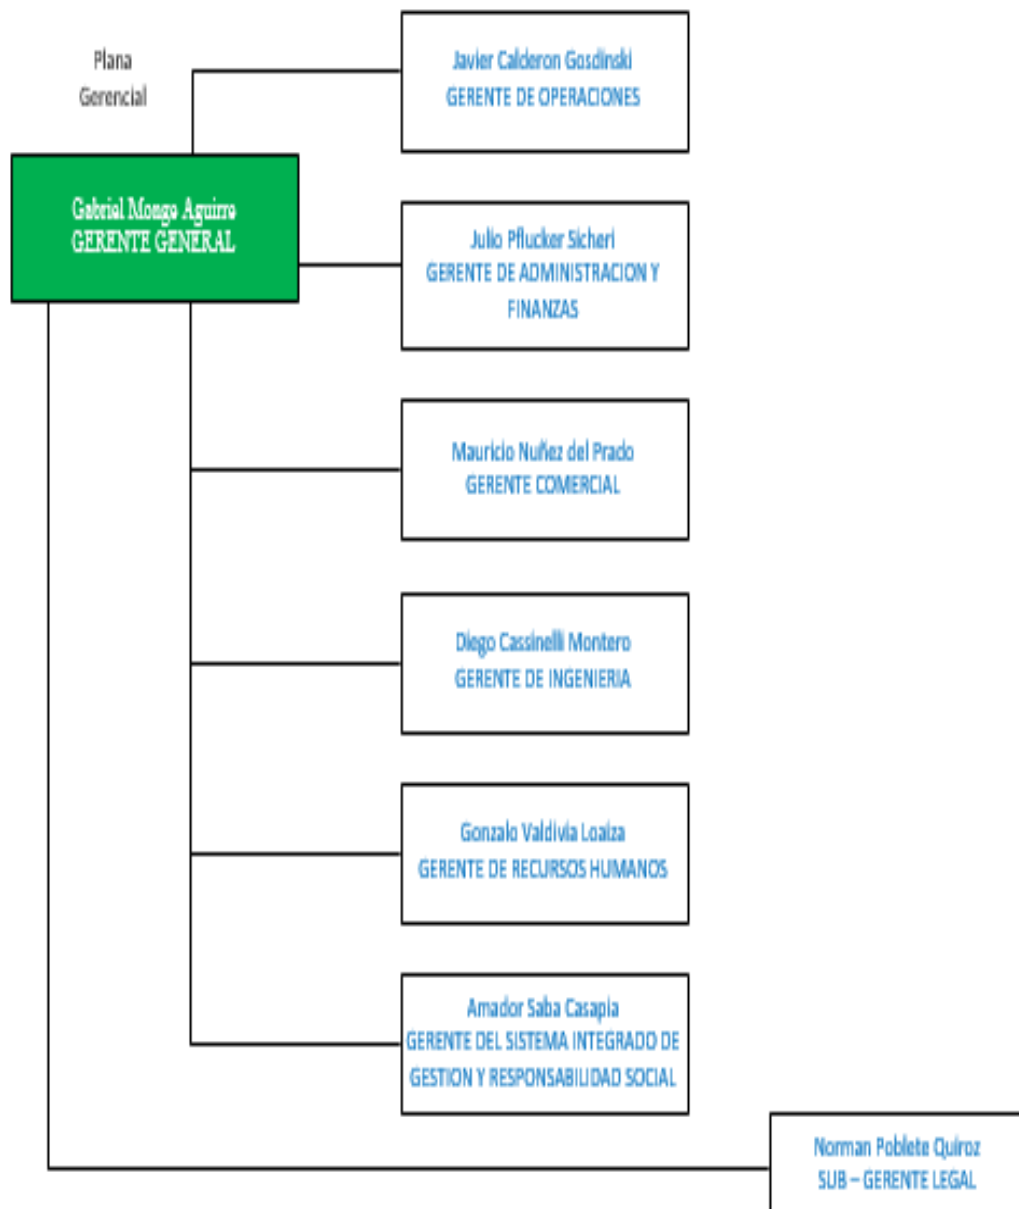 Plana
Gerencial
Javier Calderon Gosdinski
GERENTE DE OPERACIONES
Gabriel Monge Aguirre
GERENTE GENERAL
Julio Pflucker Sicheri
GERENTE DE ADMINISTRACION Y
FINANZAS
Mauricio Nuñez del Prado
GERENTE COMERCIAL
Diego Cassinelli Montero
GERENTE DE INGENIERIA
Gonzalo Valdivia Loaiza
GERENTE DE RECURSOS HUMANOS
Amador Saba Casapia
GERENTE DEL SISTEMA INTEGRADO DE
GESTION Y RESPONSABILIDAD SOCIAL
Norman Poblete Quiroz
SUB – GERENTE LEGAL